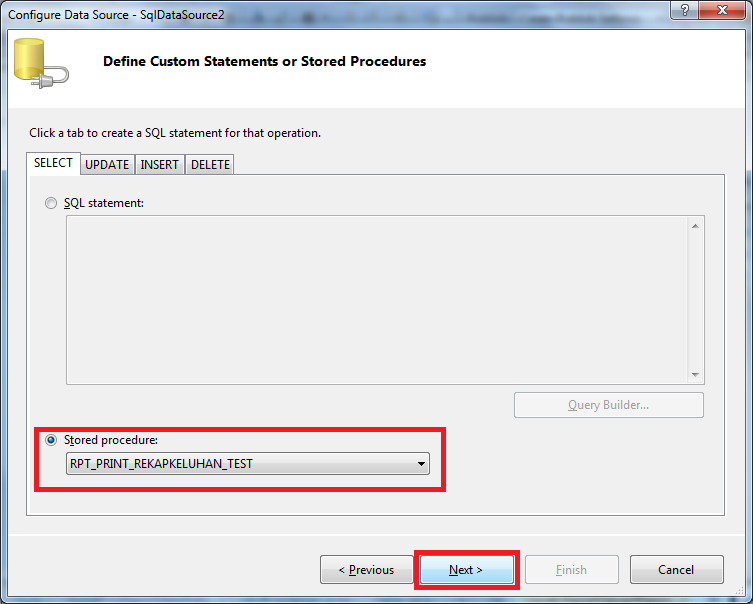 Configure Data Source - SqlDataSource2
?
Define Custom Statements or Stored Procedures
Click a tab to create a SQL statement for that operation.
SELECT UPDATE INSERT DELETE
SQL statement:
Query Builder...
Stored procedure:
RPT_PRINT_REKAPKELUHAN_TEST
< Previous Next > Finish Cancel